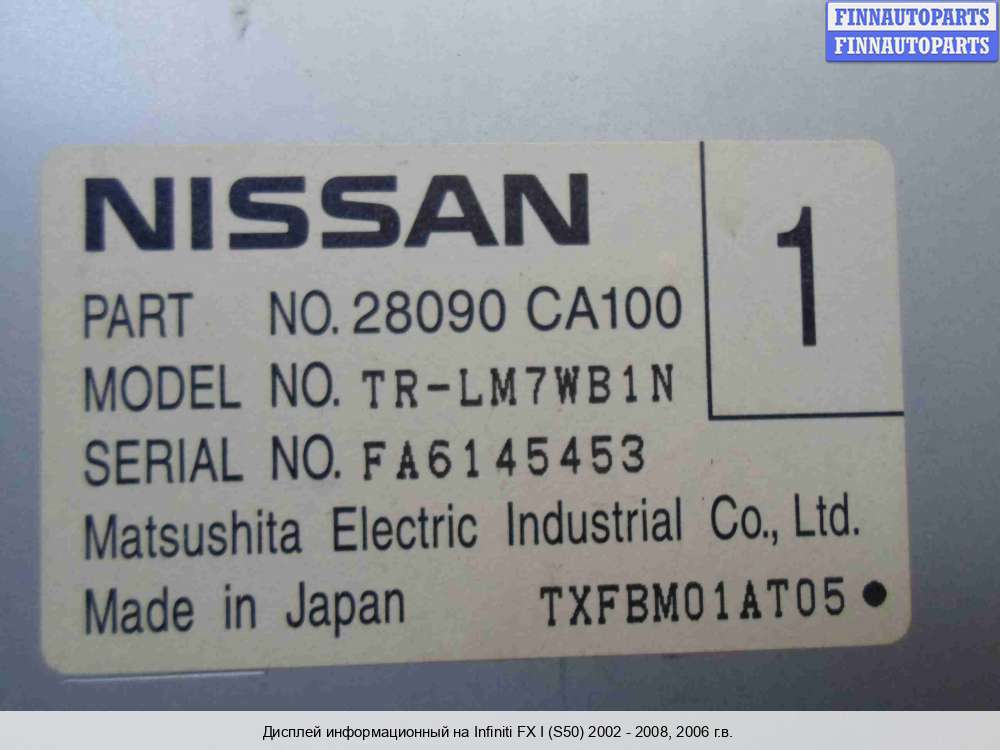 FINNAUTOPARTS
FINNAUTOPARTS
NISSAN
1
PART NO. 28090 CA100
MODEL NO. TR-LM7WB1N
SERIAL NO. FA6145453
Matsushita Electric Industrial Co., Ltd.
Made in Japan TXFBM01AT05
Дисплей информационный на Infiniti FX I (S50) 2002 - 2008, 2006 г.в.